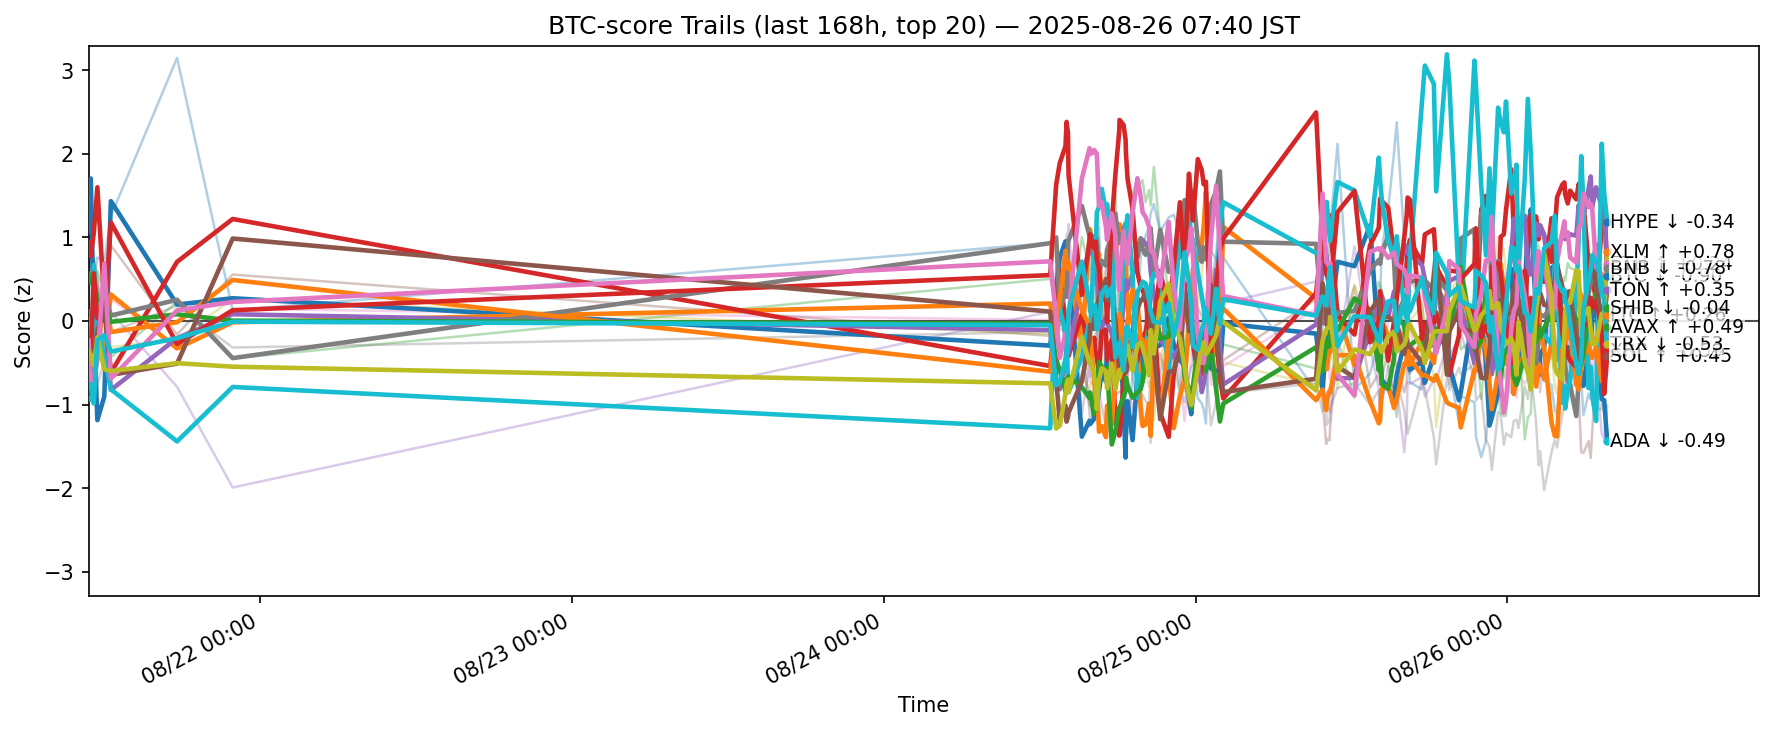 BTC-score Trails (last 168h, top 20) — 2025-08-26 07:40 JST
Score (z)
3
2
1
0
−1
−2
−3
HYPE ↓ -0.34
XLM ↑ +0.78
BNB ↓ -0.78
TON ↑ +0.35
SHIB ↓ -0.04
AVAX ↑ +0.49
TRX ↓ -0.53
SOL ↑ +0.45
ADA ↓ -0.49
08/22 00:00
08/23 00:00
08/24 00:00
08/25 00:00
08/26 00:00
Time